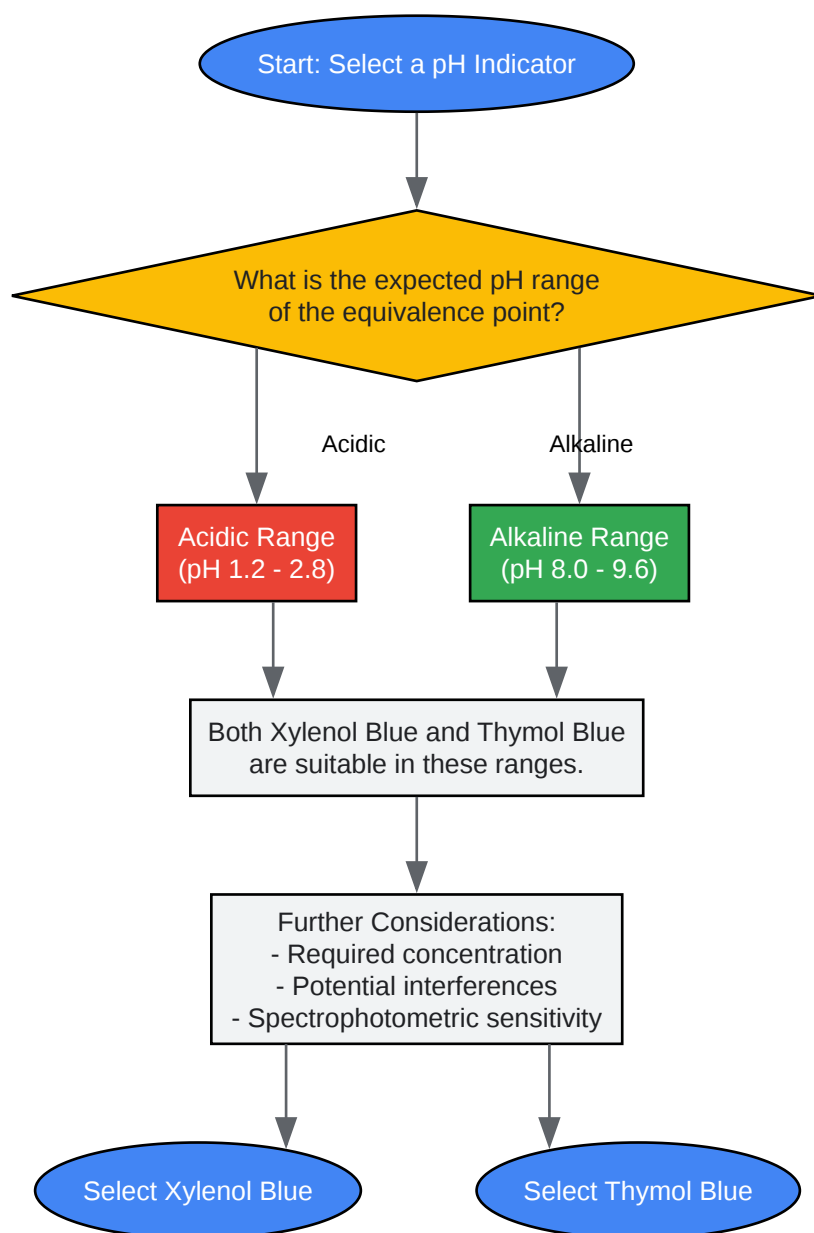 Start: Select a pH Indicator
What is the expected pH range
of the equivalence point?
Acidic
Alkaline
Acidic Range
(pH 1.2 - 2.8)
Alkaline Range
(pH 8.0 - 9.6)
Both Xylenol Blue and Thymol Blue
are suitable in these ranges.
Further Considerations:
- Required concentration
- Potential interferences
- Spectrophotometric sensitivity
Select Xylenol Blue
Select Thymol Blue